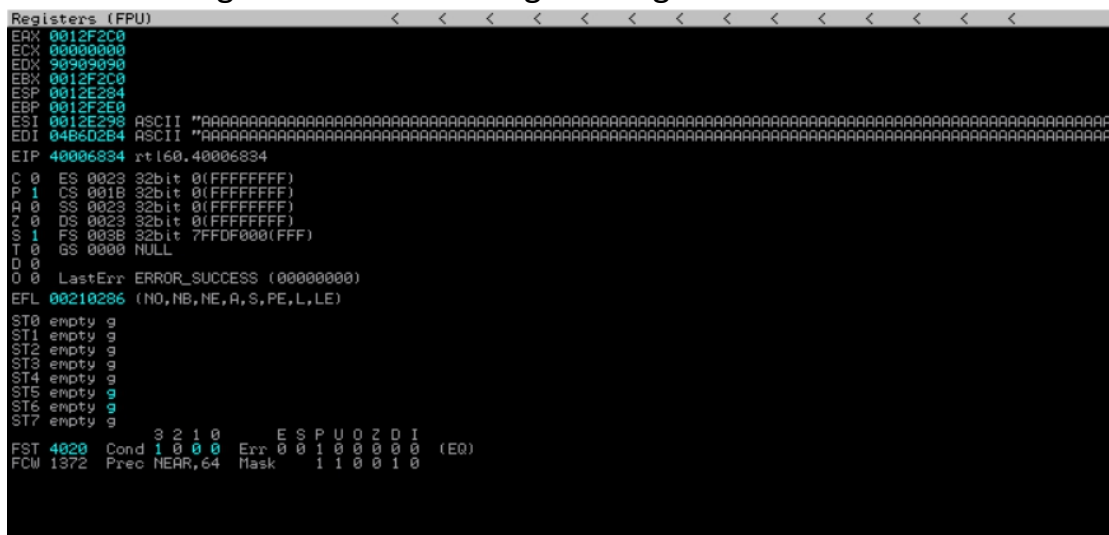 Registers (FPU) < < < < < < < < < < < < < <
EAX 0012F2C0
ECX 00000000
EDX 90909090
EBX 0012F2C0
ESP 0012E284
EBP 0012F2E0
ESI 0012E298 ASCII "AAAAAAAAAAAAAAAAAAAAAAAAAAAAAAAAAAAAAAAAAAAAAAAAAAAAAAAAAAAAAAAAAAAAAAAAAAAAAAAAAAAAAAAAAAAAAAAAAAAAAAAAAAAAAA
EDI 04B6D2B4 ASCII "AAAAAAAAAAAAAAAAAAAAAAAAAAAAAAAAAAAAAAAAAAAAAAAAAAAAAAAAAAAAAAAAAAAAAAAAAAAAAAAAAAAAAAAAAAAAAAAAAAAAAAAAAAAAAA
EIP 40006834 rtl60.40006834
C 0 ES 0023 32bit 0(FFFFFFFF)
P 1 CS 001B 32bit 0(FFFFFFFF)
A 0 SS 0023 32bit 0(FFFFFFFF)
Z 0 DS 0023 32bit 0(FFFFFFFF)
S 1 FS 003B 32bit 7FFDF000(FFF)
T 0 GS 0000 NULL
D 0
O 0 LastErr ERROR_SUCCESS (00000000)
EFL 00210286 (NO,NB,NE,A,S,PE,L,LE)
ST0 empty g
ST1 empty g
ST2 empty g
ST3 empty g
ST4 empty g
ST5 empty g
ST6 empty g
ST7 empty g
3 2 1 0 E S P U O Z D I
FST 4020 Cond 1 0 0 0 Err 0 0 1 0 0 0 0 0 (EQ)
FCW 1372 Prec NEAR,64 Mask 1 1 0 0 1 0